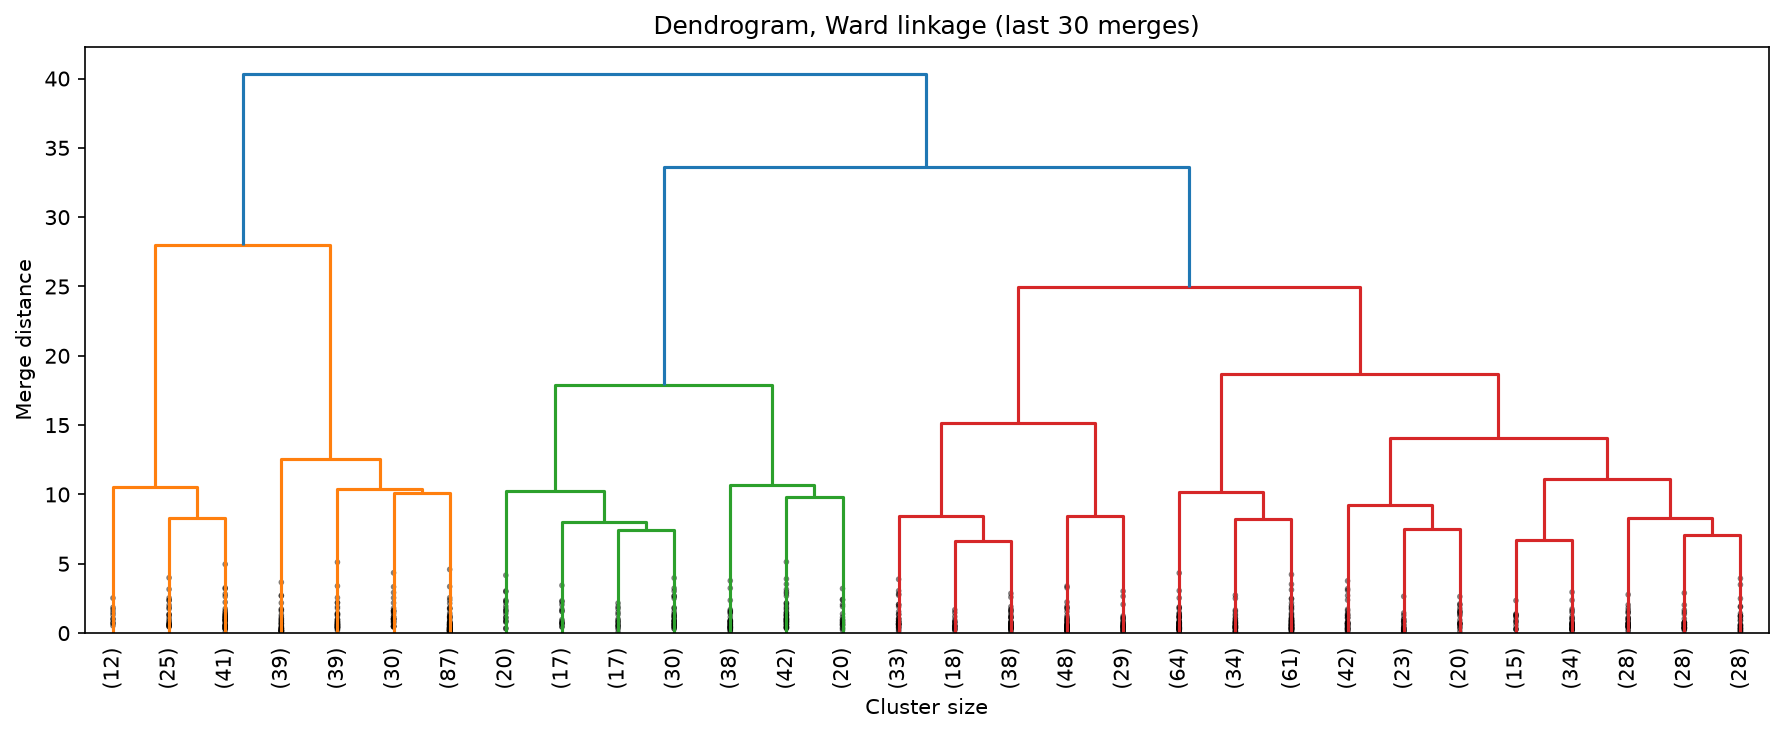 Dendrogram, Ward linkage (last 30 merges)
Merge distance
40
35
30
25
20
15
10
5
0
(12) (25) (41) (39) (39) (30) (87) (20) (17) (17) (30) (38) (42) (20) (33) (18) (38) (48) (29) (64) (34) (61) (42) (23) (20) (15) (34) (28) (28) (28)
Cluster size